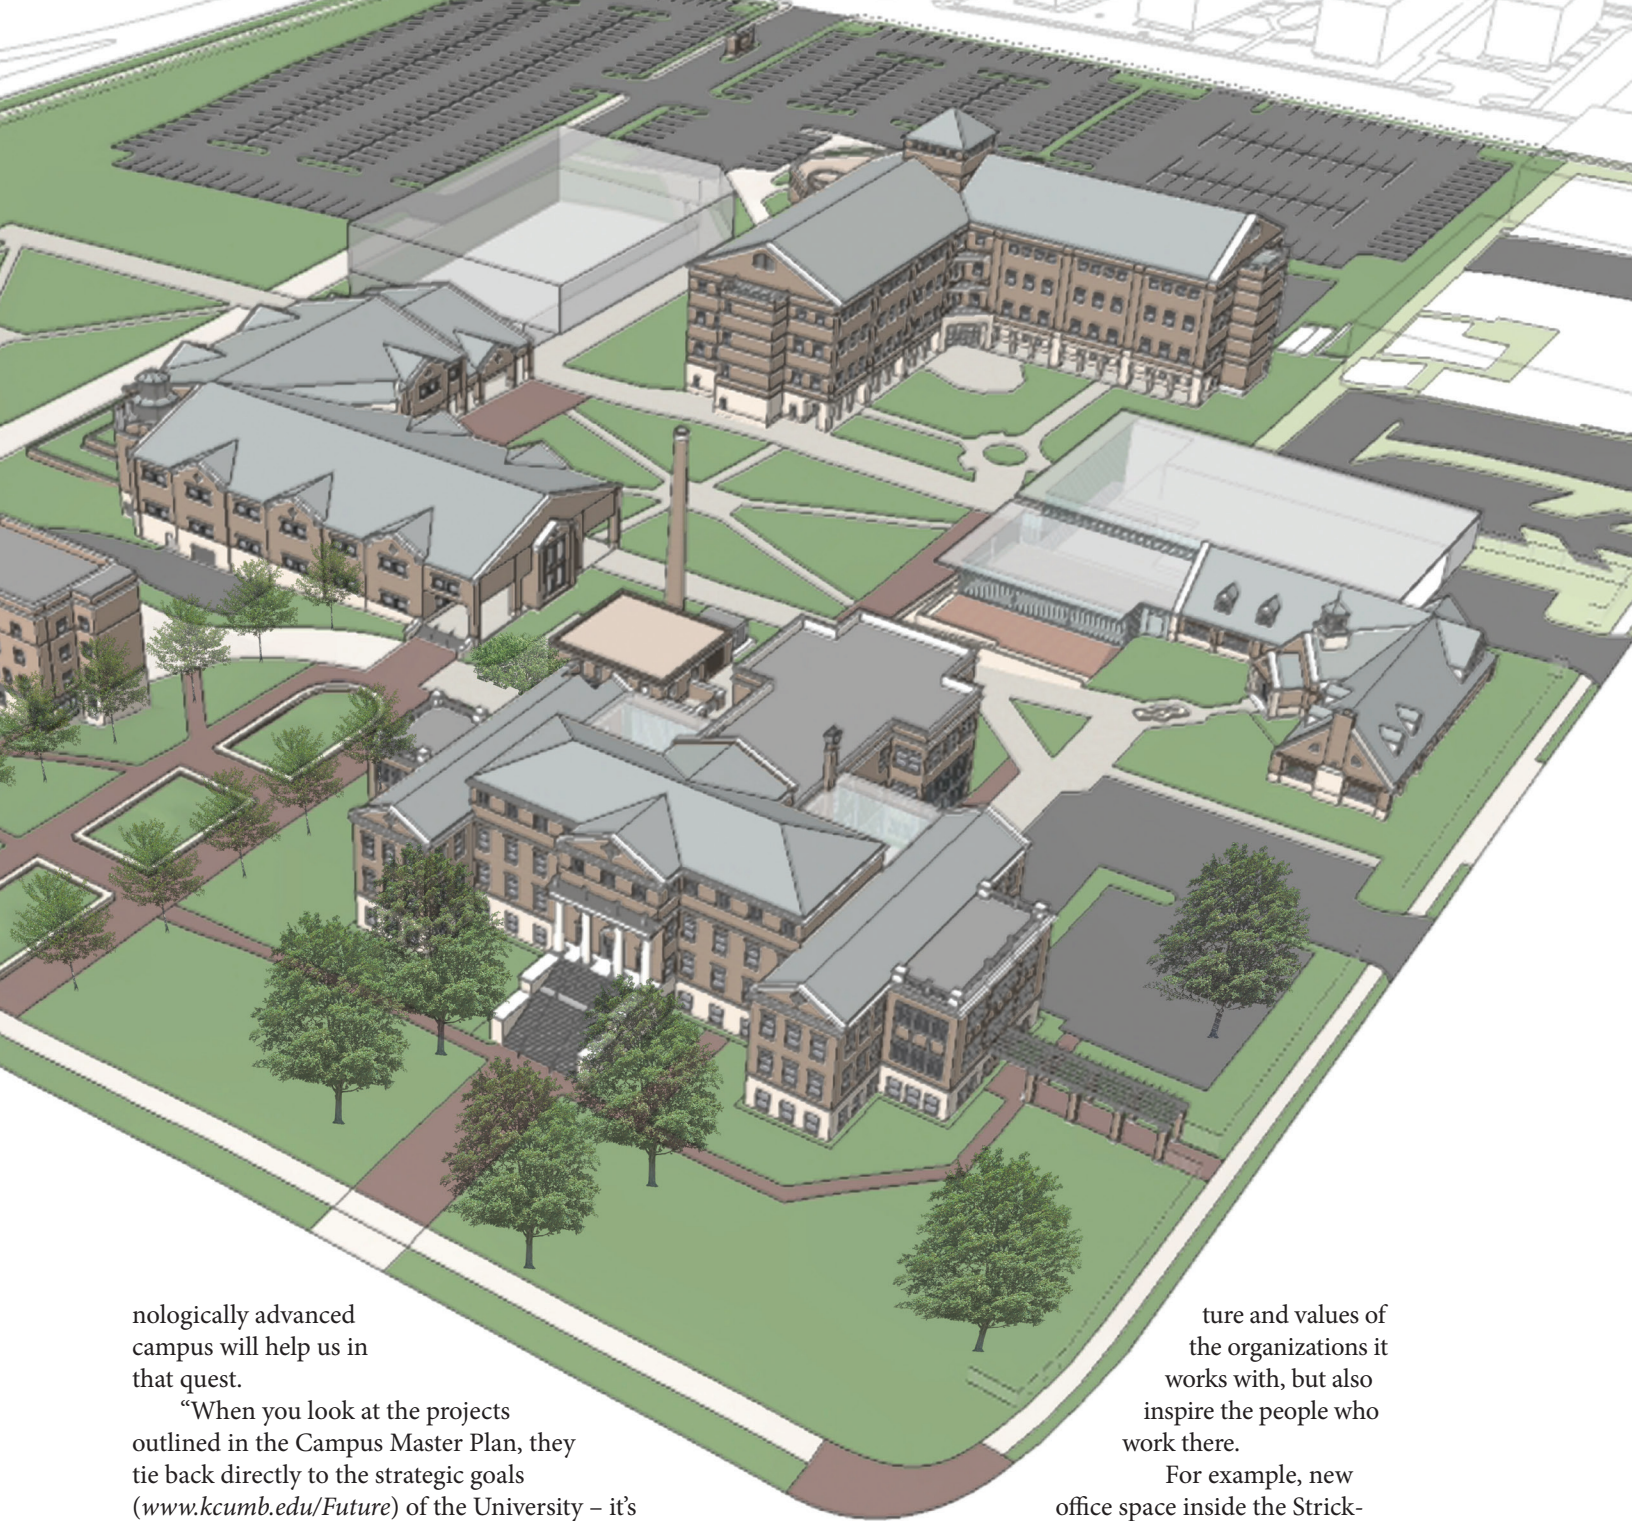 nologically advanced
campus will help us in
that quest.
“When you look at the projects
outlined in the Campus Master Plan, they
tie back directly to the strategic goals
(www.kcumb.edu/Future) of the University – it’s
ture and values of
the organizations it
works with, but also
inspire the people who
work there.
For example, new
office space inside the Strick-